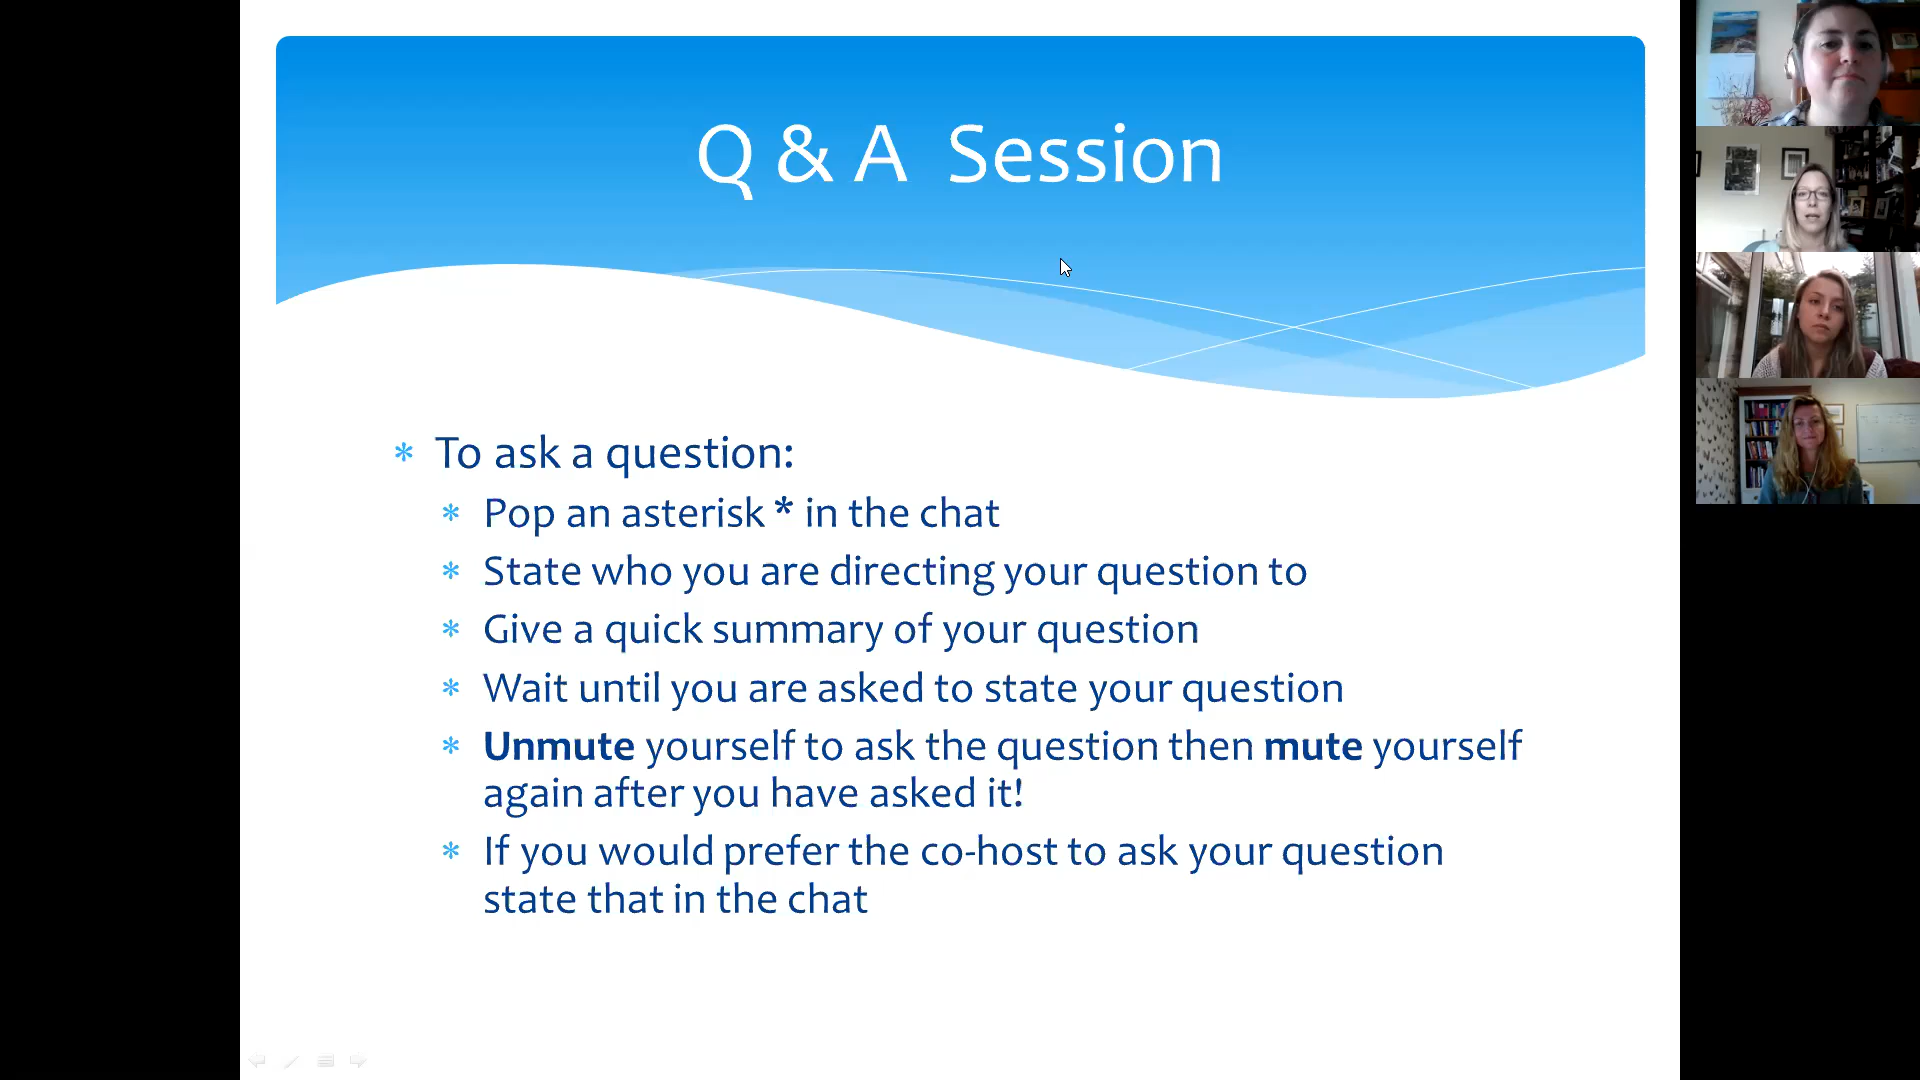 Q & A Session
* To ask a question:
* Pop an asterisk * in the chat
* State who you are directing your question to
* Give a quick summary of your question
* Wait until you are asked to state your question
* Unmute yourself to ask the question then mute yourself
again after you have asked it!
* If you would prefer the co-host to ask your question
state that in the chat